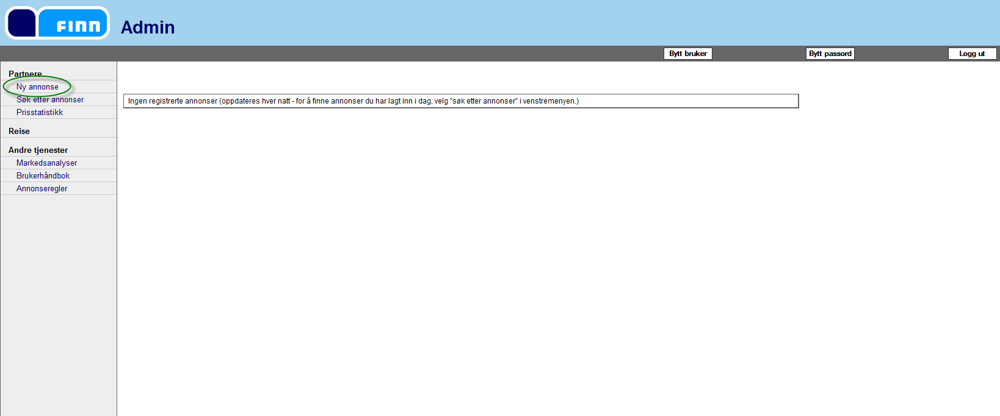 FINN
Admin
Bytt bruker
Bytt passord
Logg ut
Partnere
Ny annonse
Søk etter annonser
Prisstatistikk
Reise
Andre tjenester
Markedsanalyser
Brukerhåndbok
Annonseregler
Ingen registrerte annonser (oppdateres hver natt - for å finne annonser du har lagt inn i dag, velg "søk etter annonser" i venstremenyen.)